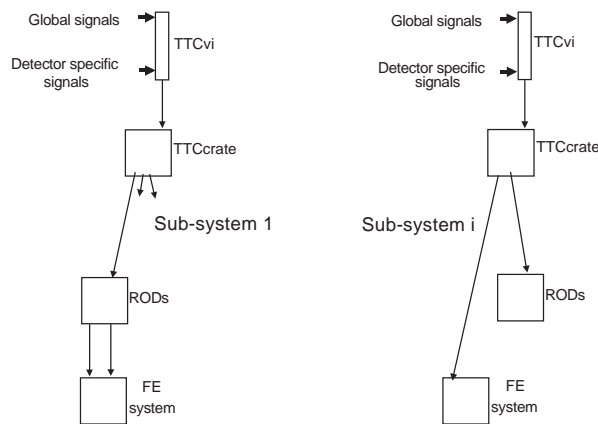 Global signals
TTCvi
Detector specific
signals
TTCcrate
Sub-system 1
RODs
FE
system
Global signals
TTCvi
Detector specific
signals
TTCcrate
Sub-system i
RODs
FE
system